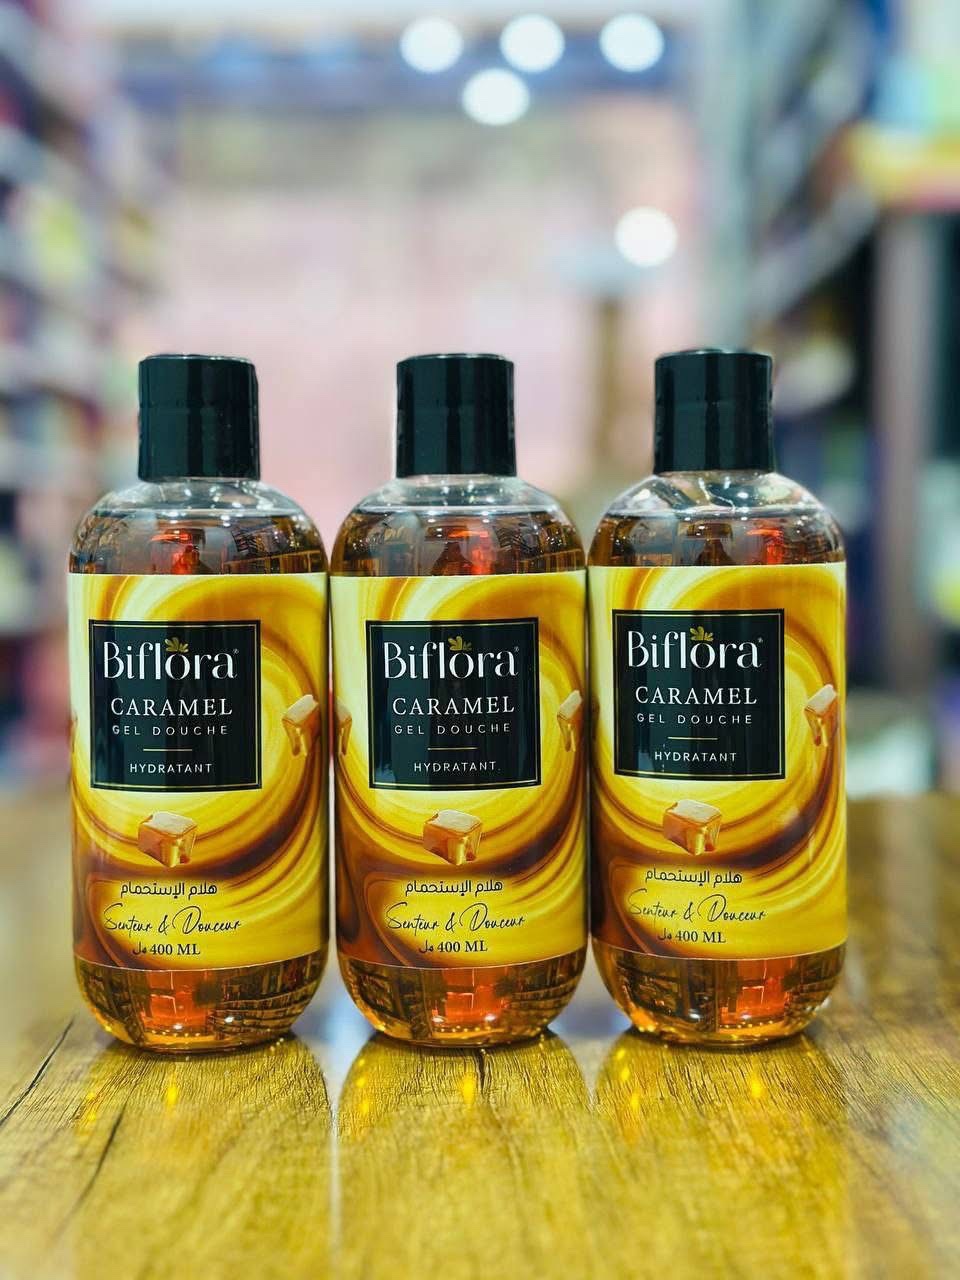 Biflora®
CARAMEL
GEL DOUCHE
HYDRATANT
هلام الإستحمام
Senteur & Douceur
400 ML مل
Biflora®
CARAMEL
GEL DOUCHE
HYDRATANT
هلام الإستحمام
Senteur & Douceur
400 ML مل
Biflora®
CARAMEL
GEL DOUCHE
HYDRATANT
هلام الإستحمام
Senteur & Douceur
400 ML مل